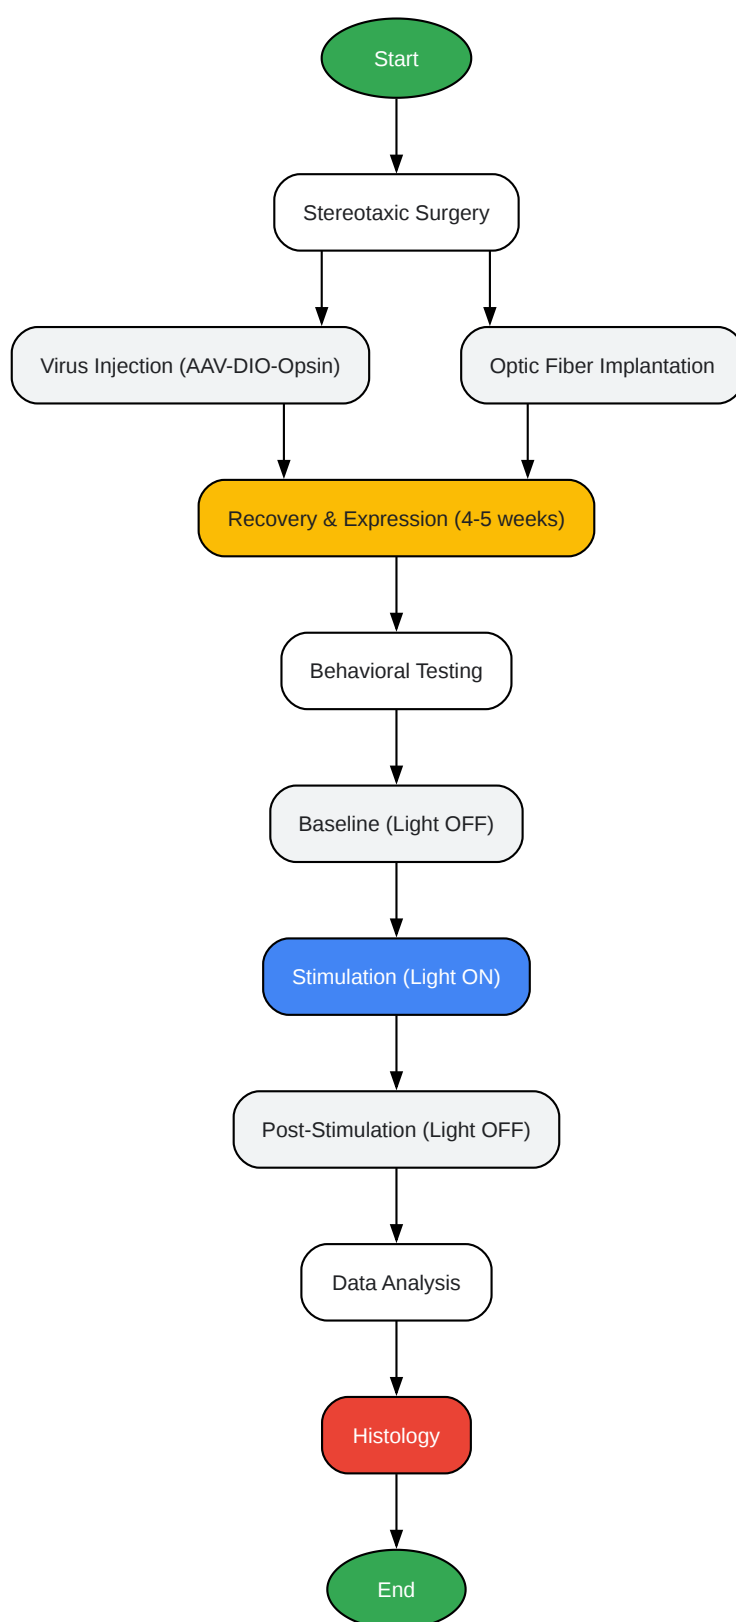 Start
Stereotaxic Surgery
Virus Injection (AAV-DIO-Opsin)
Optic Fiber Implantation
Recovery & Expression (4-5 weeks)
Behavioral Testing
Baseline (Light OFF)
Stimulation (Light ON)
Post-Stimulation (Light OFF)
Data Analysis
Histology
End